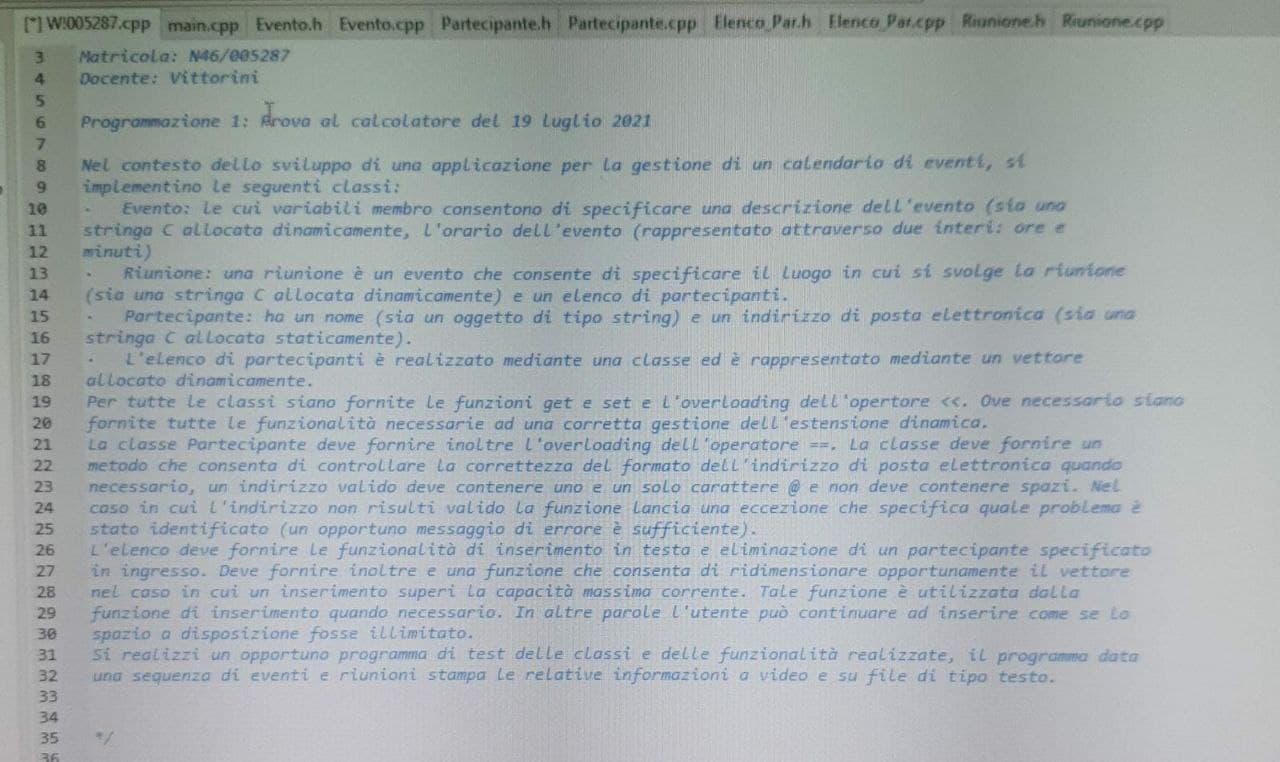 [*] W!005287.cpp main.cpp Evento.h Evento.cpp Partecipante.h Partecipante.cpp Elenco_Par.h Elenco_Par.cpp Riunione.h Riunione.cpp
3 Matricola: N46/005287
4 Docente: Vittorini
5
6 Programmazione 1: Prova al calcolatore del 19 luglio 2021
7
8 Nel contesto dello sviluppo di una applicazione per la gestione di un calendario di eventi, si
9 implementino le seguenti classi:
10 · Evento: le cui variabili membro consentono di specificare una descrizione dell'evento (sia una
11 stringa C allocata dinamicamente, l'orario dell'evento (rappresentato attraverso due interi: ore e
12 minuti)
13 · Riunione: una riunione è un evento che consente di specificare il luogo in cui si svolge la riunione
14 (sia una stringa C allocata dinamicamente) e un elenco di partecipanti.
15 · Partecipante: ha un nome (sia un oggetto di tipo string) e un indirizzo di posta elettronica (sia una
16 stringa C allocata staticamente).
17 · L'elenco di partecipanti è realizzato mediante una classe ed è rappresentato mediante un vettore
18 allocato dinamicamente.
19 Per tutte le classi siano fornite le funzioni get e set e l'overloading dell'opertore <<. Ove necessario siano
20 fornite tutte le funzionalità necessarie ad una corretta gestione dell'estensione dinamica.
21 La classe Partecipante deve fornire inoltre l'overloading dell'operatore ==. La classe deve fornire un
22 metodo che consenta di controllare la correttezza del formato dell'indirizzo di posta elettronica quando
23 necessario, un indirizzo valido deve contenere uno e un solo carattere @ e non deve contenere spazi. Nel
24 caso in cui l'indirizzo non risulti valido la funzione lancia una eccezione che specifica quale problema è
25 stato identificato (un opportuno messaggio di errore è sufficiente).
26 L'elenco deve fornire le funzionalità di inserimento in testa e eliminazione di un partecipante specificato
27 in ingresso. Deve fornire inoltre e una funzione che consenta di ridimensionare opportunamente il vettore
28 nel caso in cui un inserimento superi la capacità massima corrente. Tale funzione è utilizzata dalla
29 funzione di inserimento quando necessario. In altre parole l'utente può continuare ad inserire come se lo
30 spazio a disposizione fosse illimitato.
31 Si realizzi un opportuno programma di test delle classi e delle funzionalità realizzate, il programma data
32 una sequenza di eventi e riunioni stampa le relative informazioni a video e su file di tipo testo.
33
34
35 */
36